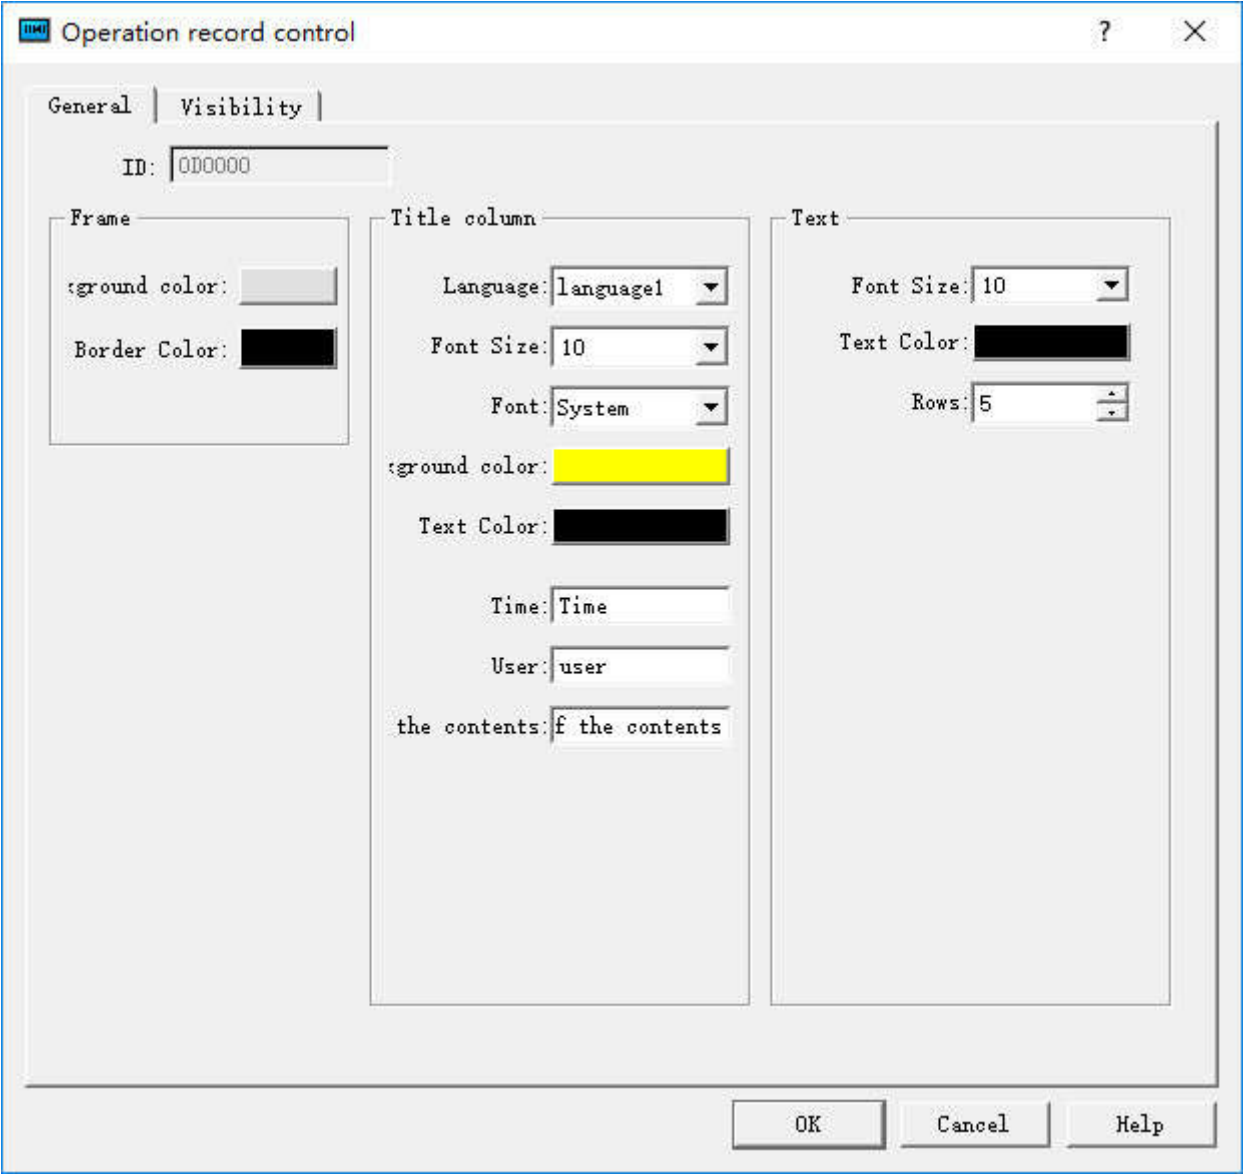 Operation record control
?
General
Visibility
ID: OD0000
Frame
ground color:
Border Color:
Title column
Language: language1
Font Size: 10
Font: System
ground color:
Text Color:
Time: Time
User: user
the contents: f the contents
Text
Font Size: 10
Text Color:
Rows: 5
OK
Cancel
Help